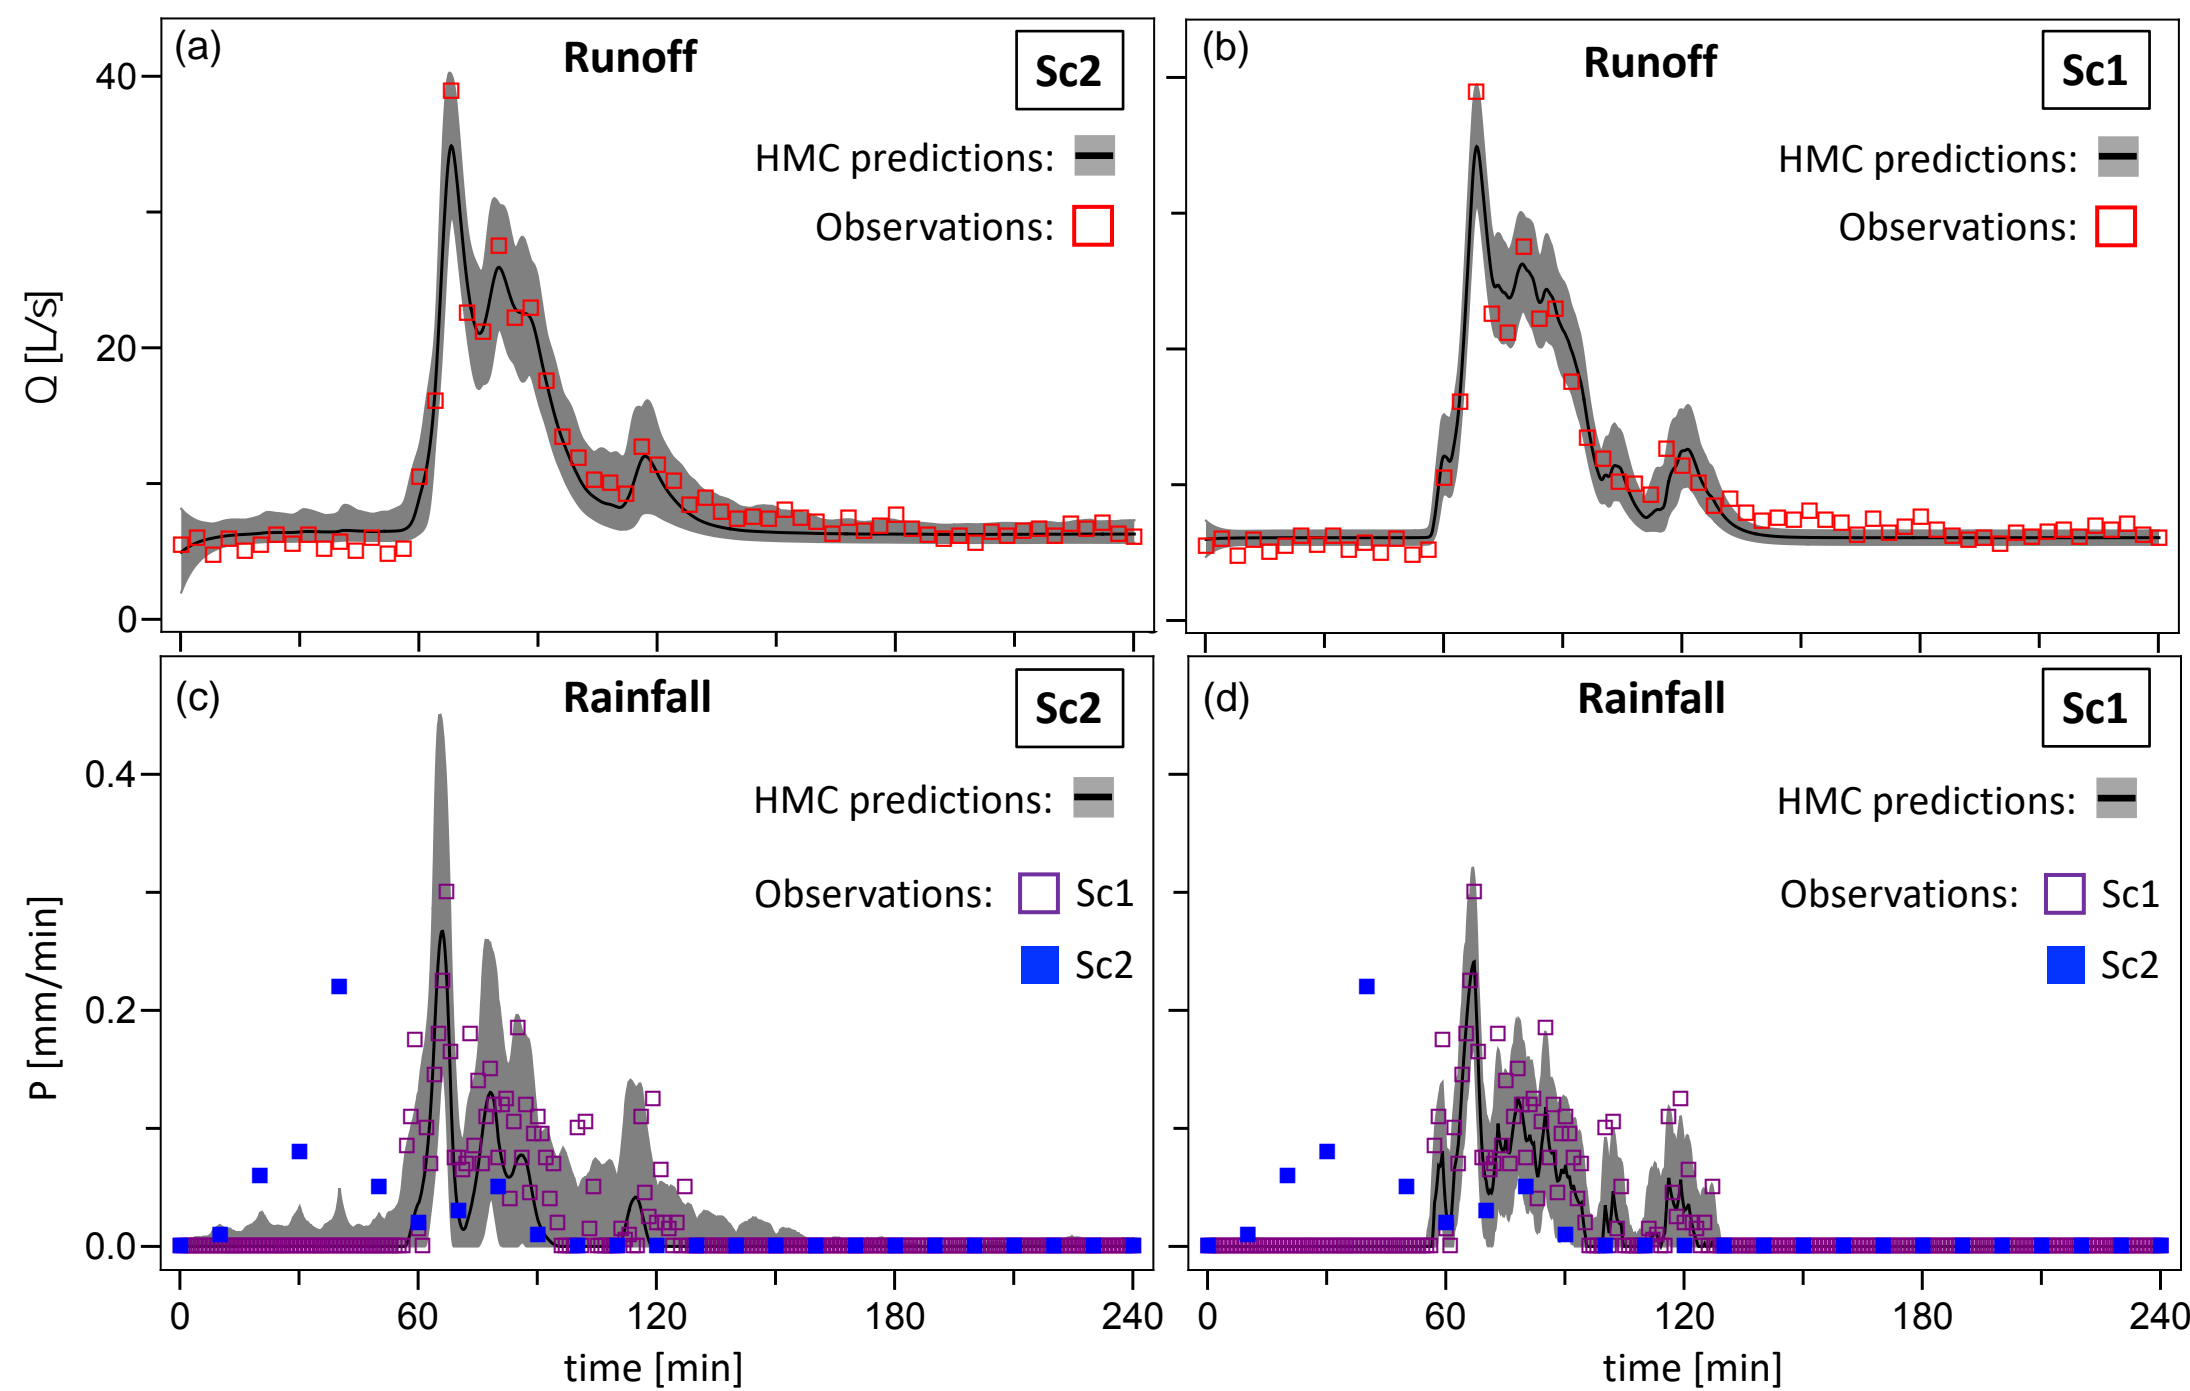 (a) Runoff Sc2
HMC predictions:
Observations:
40
20
0
Q [L/s]
(b) Runoff Sc1
HMC predictions:
Observations:
(c) Rainfall Sc2
HMC predictions:
Observations: Sc1
Sc2
0.4
0.2
0.0
P [mm/min]
0 60 120 180 240
time [min]
(d) Rainfall Sc1
HMC predictions:
Observations: Sc1
Sc2
0 60 120 180 240
time [min]